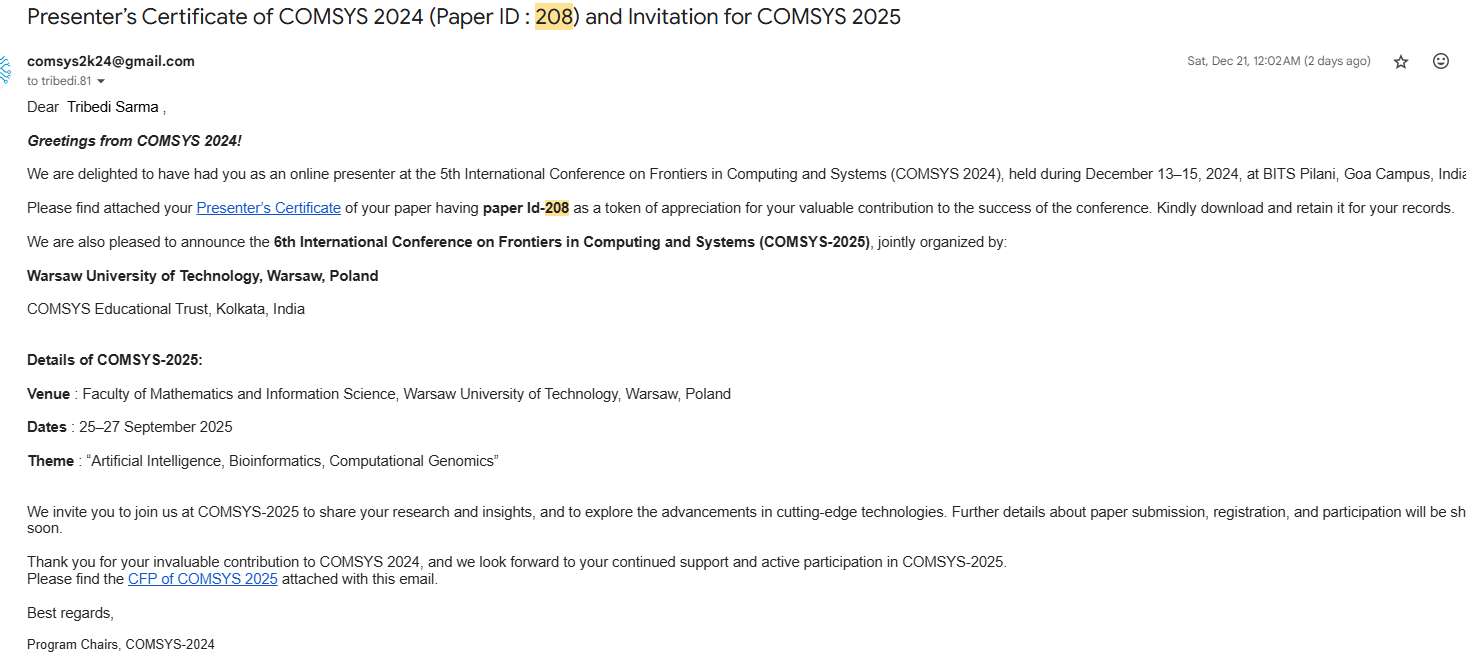 Presenter's Certificate of COMSYS 2024 (Paper ID : 208) and Invitation for COMSYS 2025
comsys2k24@gmail.com
Sat, Dec 21, 12:02 AM (2 days ago)
to tribedi.81
Dear Tribedi Sarma ,
Greetings from COMSYS 2024!
We are delighted to have had you as an online presenter at the 5th International Conference on Frontiers in Computing and Systems (COMSYS 2024), held during December 13–15, 2024, at BITS Pilani, Goa Campus, India
Please find attached your Presenter's Certificate of your paper having paper Id-208 as a token of appreciation for your valuable contribution to the success of the conference. Kindly download and retain it for your records.
We are also pleased to announce the 6th International Conference on Frontiers in Computing and Systems (COMSYS-2025), jointly organized by:
Warsaw University of Technology, Warsaw, Poland
COMSYS Educational Trust, Kolkata, India
Details of COMSYS-2025:
Venue : Faculty of Mathematics and Information Science, Warsaw University of Technology, Warsaw, Poland
Dates : 25–27 September 2025
Theme : “Artificial Intelligence, Bioinformatics, Computational Genomics”
We invite you to join us at COMSYS-2025 to share your research and insights, and to explore the advancements in cutting-edge technologies. Further details about paper submission, registration, and participation will be sh
soon.
Thank you for your invaluable contribution to COMSYS 2024, and we look forward to your continued support and active participation in COMSYS-2025.
Please find the CFP of COMSYS 2025 attached with this email.
Best regards,
Program Chairs, COMSYS-2024